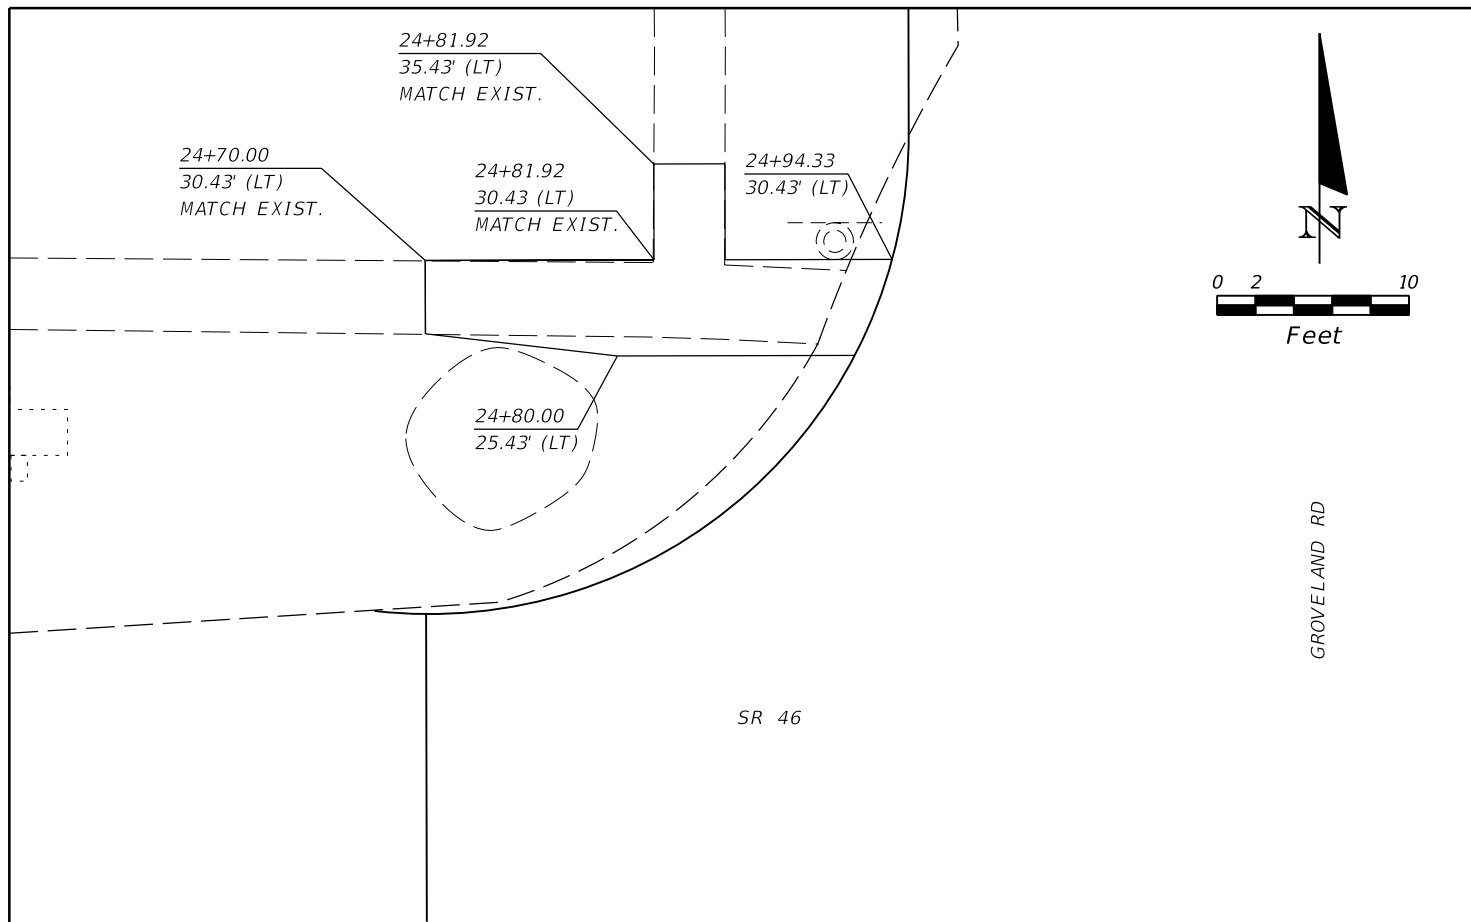 24+81.92
35.43' (LT)
MATCH EXIST.
24+70.00
30.43' (LT)
MATCH EXIST.
24+81.92
30.43 (LT)
MATCH EXIST.
24+94.33
30.43' (LT)
N
0 2 10
Feet
24+80.00
25.43' (LT)
GROVELAND RD
SR 46